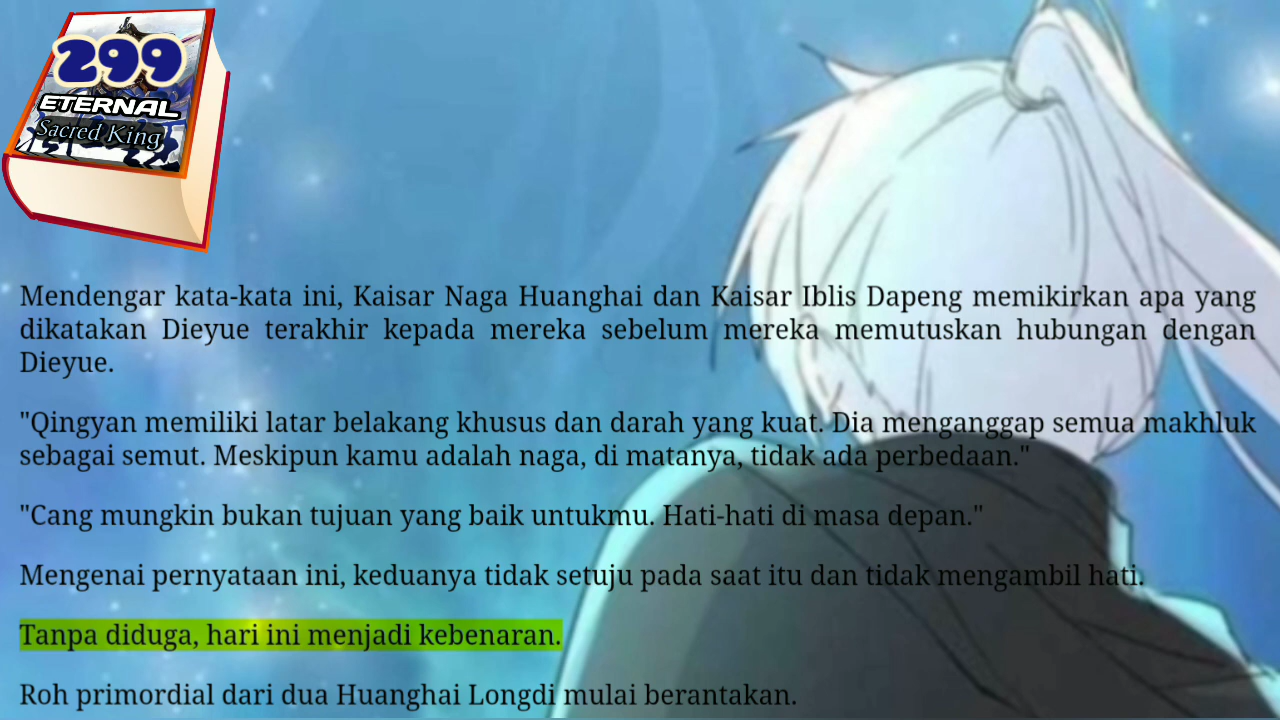 299
ETERNAL
Sacred King
Mendengar kata-kata ini, Kaisar Naga Huanghai dan Kaisar Iblis Dapeng memikirkan apa yang
dikatakan Dieyue terakhir kepada mereka sebelum mereka memutuskan hubungan dengan
Dieyue.
"Qingyan memiliki latar belakang khusus dan darah yang kuat. Dia menganggap semua makhluk
sebagai semut. Meskipun kamu adalah naga, di matanya, tidak ada perbedaan."
"Cang mungkin bukan tujuan yang baik untukmu. Hati-hati di masa depan."
Mengenai pernyataan ini, keduanya tidak setuju pada saat itu dan tidak mengambil hati.
Tanpa diduga, hari ini menjadi kebenaran.
Roh primordial dari dua Huanghai Longdi mulai berantakan.